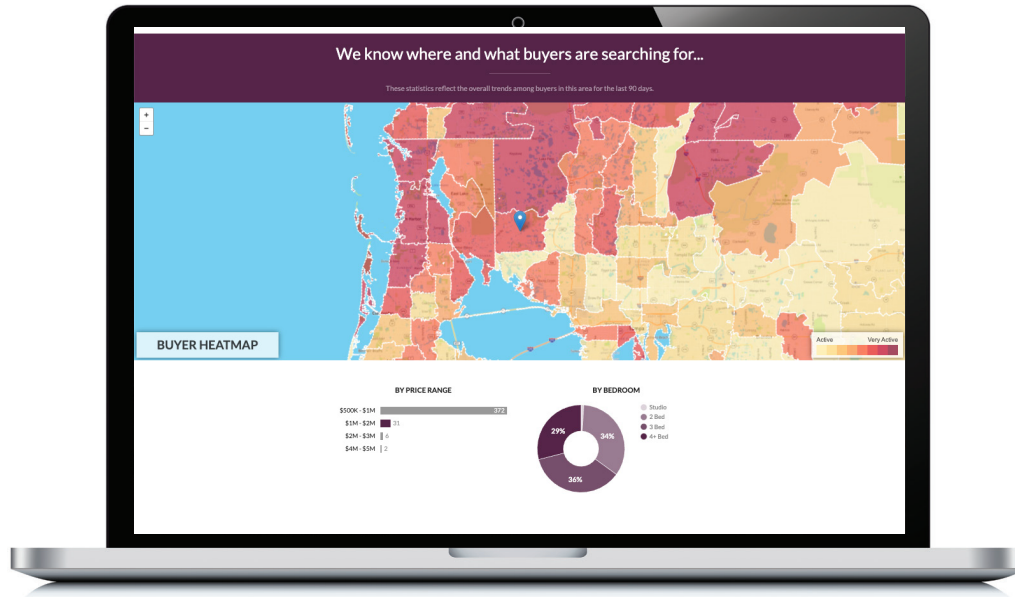 We know where and what buyers are searching for...
These statistics reflect the overall trends among buyers in this area for the last 90 days.
+
−
BUYER HEATMAP
Active Very Active
BY PRICE RANGE
$500K - $1M 372
$1M - $2M 31
$2M - $3M 6
$4M - $5M 2
BY BEDROOM
29%
34%
36%
Studio
2 Bed
3 Bed
4+ Bed